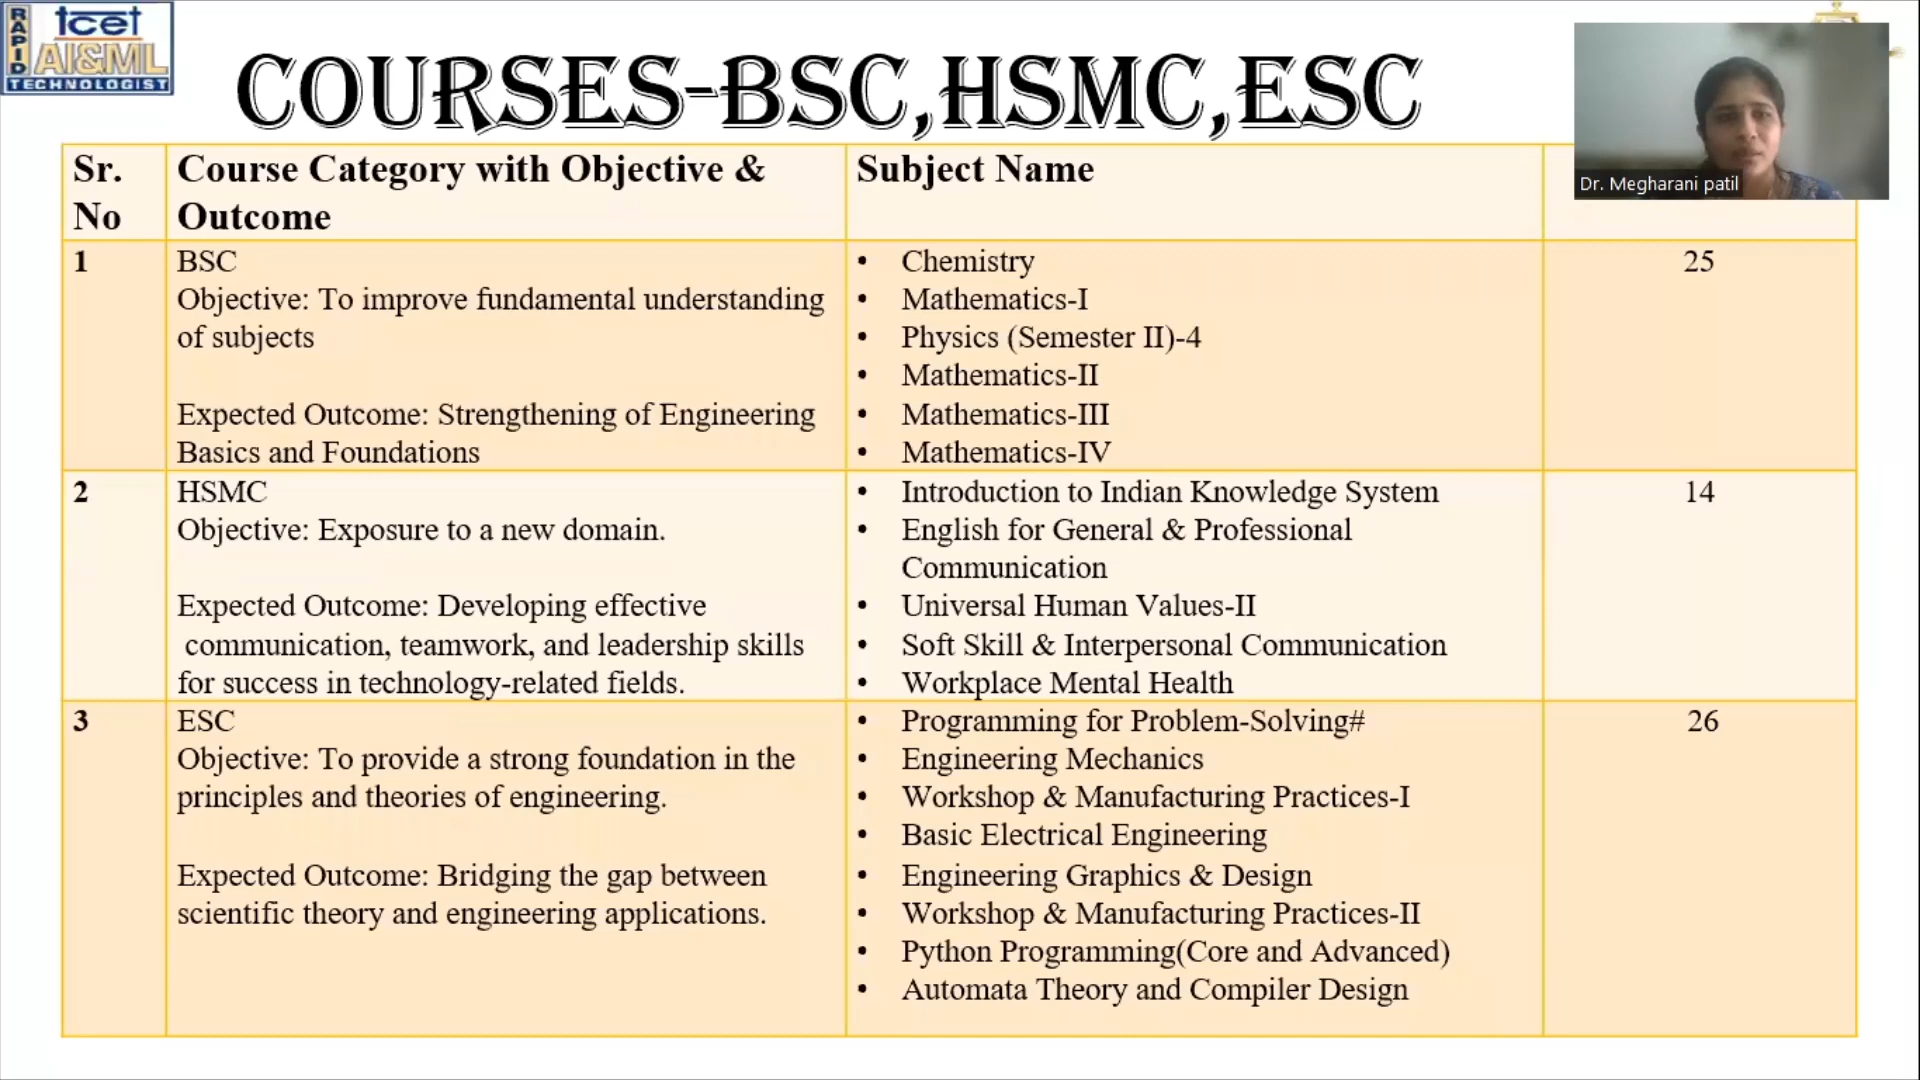 RAPID
tcet
AI&ML
TECHNOLOGIST
COURSES-BSC,HSMC,ESC
Dr. Megharani patil
Sr. No
Course Category with Objective &
Outcome
Subject Name
1
BSC
Objective: To improve fundamental understanding
of subjects
Expected Outcome: Strengthening of Engineering
Basics and Foundations
• Chemistry
• Mathematics-I
• Physics (Semester II)-4
• Mathematics-II
• Mathematics-III
• Mathematics-IV
25
2
HSMC
Objective: Exposure to a new domain.
Expected Outcome: Developing effective
communication, teamwork, and leadership skills
for success in technology-related fields.
• Introduction to Indian Knowledge System
• English for General & Professional
Communication
• Universal Human Values-II
• Soft Skill & Interpersonal Communication
• Workplace Mental Health
14
3
ESC
Objective: To provide a strong foundation in the
principles and theories of engineering.
Expected Outcome: Bridging the gap between
scientific theory and engineering applications.
• Programming for Problem-Solving#
• Engineering Mechanics
• Workshop & Manufacturing Practices-I
• Basic Electrical Engineering
• Engineering Graphics & Design
• Workshop & Manufacturing Practices-II
• Python Programming(Core and Advanced)
• Automata Theory and Compiler Design
26